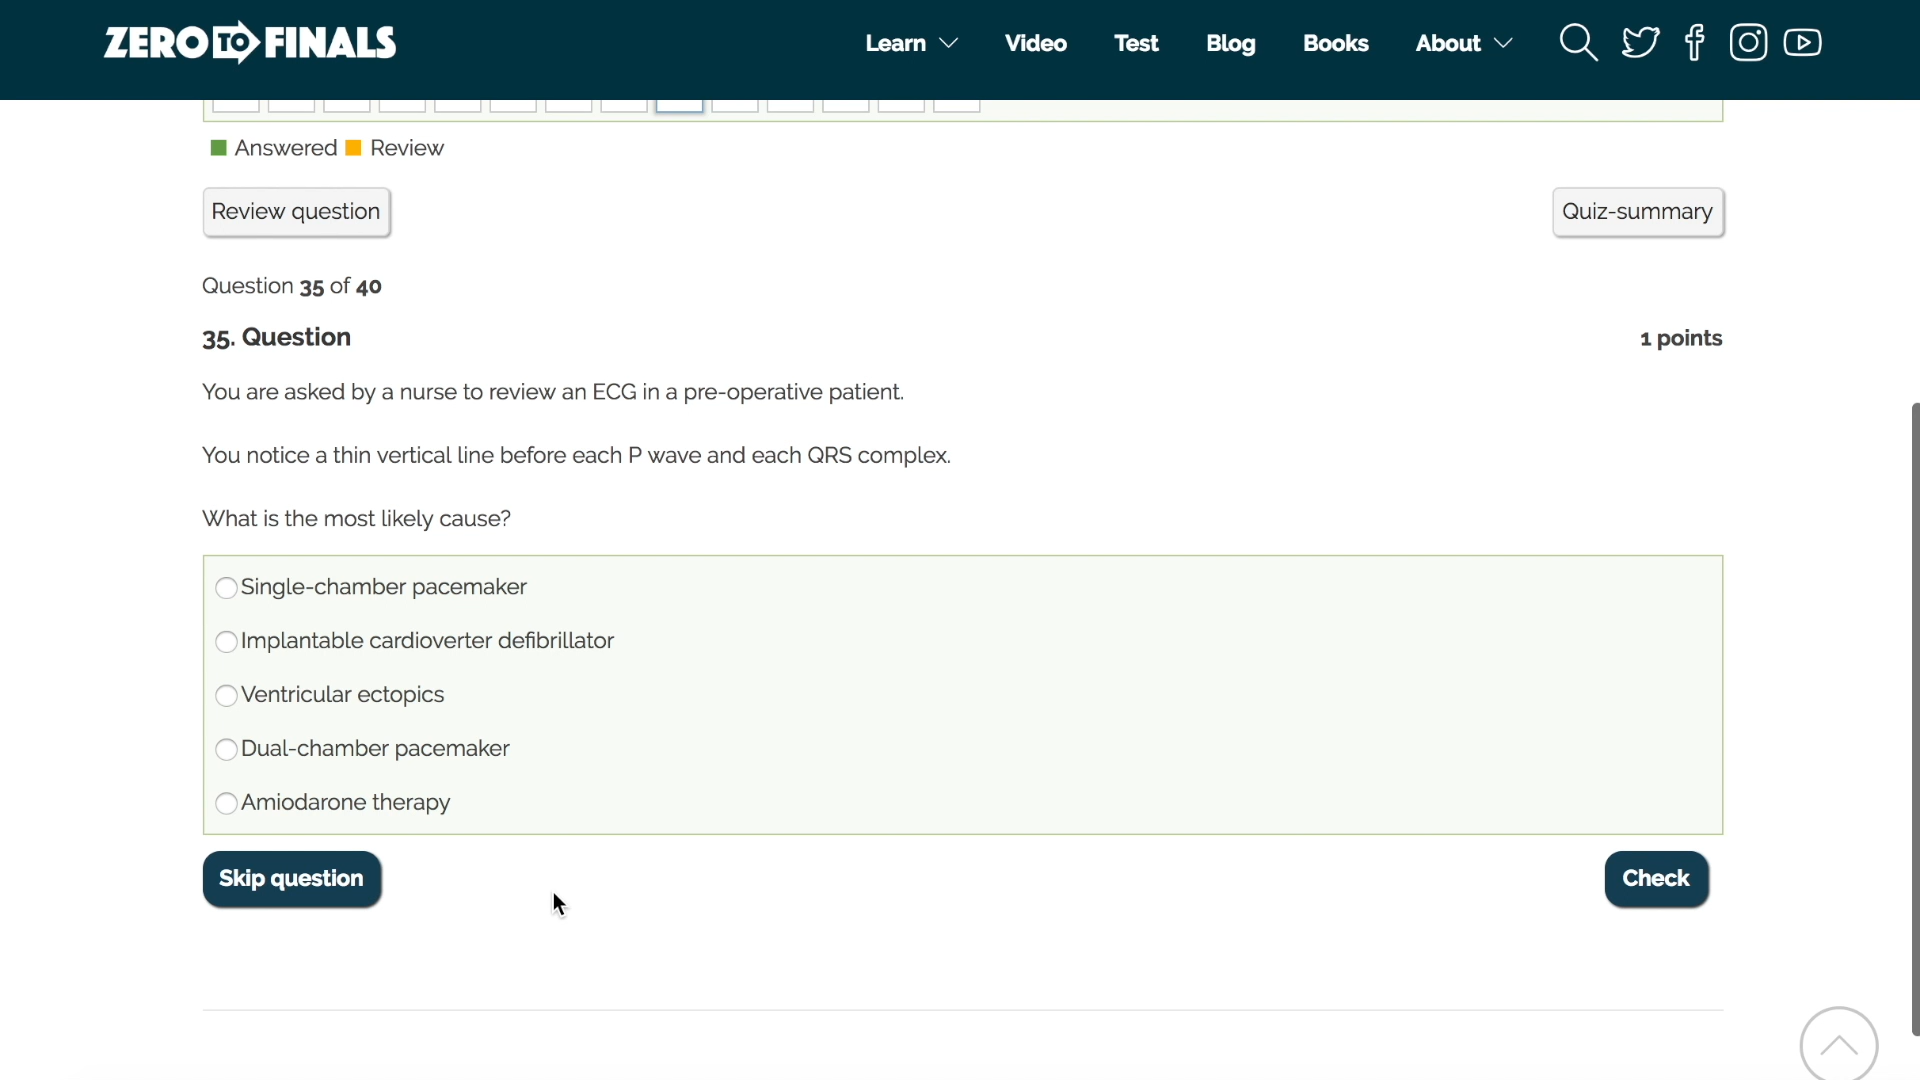 ZERO TO FINALS
Learn Video Test Blog Books About
Answered Review
Review question Quiz-summary
Question 35 of 40
35. Question 1 points
You are asked by a nurse to review an ECG in a pre-operative patient.
You notice a thin vertical line before each P wave and each QRS complex.
What is the most likely cause?
Single-chamber pacemaker
Implantable cardioverter defibrillator
Ventricular ectopics
Dual-chamber pacemaker
Amiodarone therapy
Skip question Check